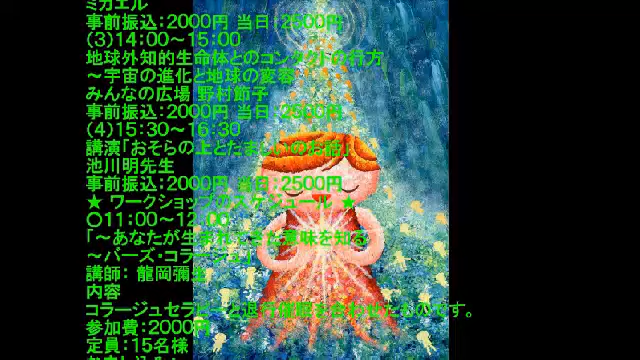 ミカエル
事前振込：2000円 当日：2500円
(3)14：00～15：00
地球外知的生命体とのコンタクトの行方
～宇宙の進化と地球の変容
みんなの広場 野村節子
事前振込：2000円 当日：2500円
(4)15：30～16：30
講演「おそらの上とたましいのお話」
池川明先生
事前振込：2000円 当日：2500円
★ ワークショップのスケジュール ★
○11：00～12：00
「～あなたが生まれてきた意味を知る
～バース・コラージュ」
講師： 龍岡彌生
内容
コラージュセラピーと退行催眠を合わせたものです。
参加費：2000円
定員：15名様